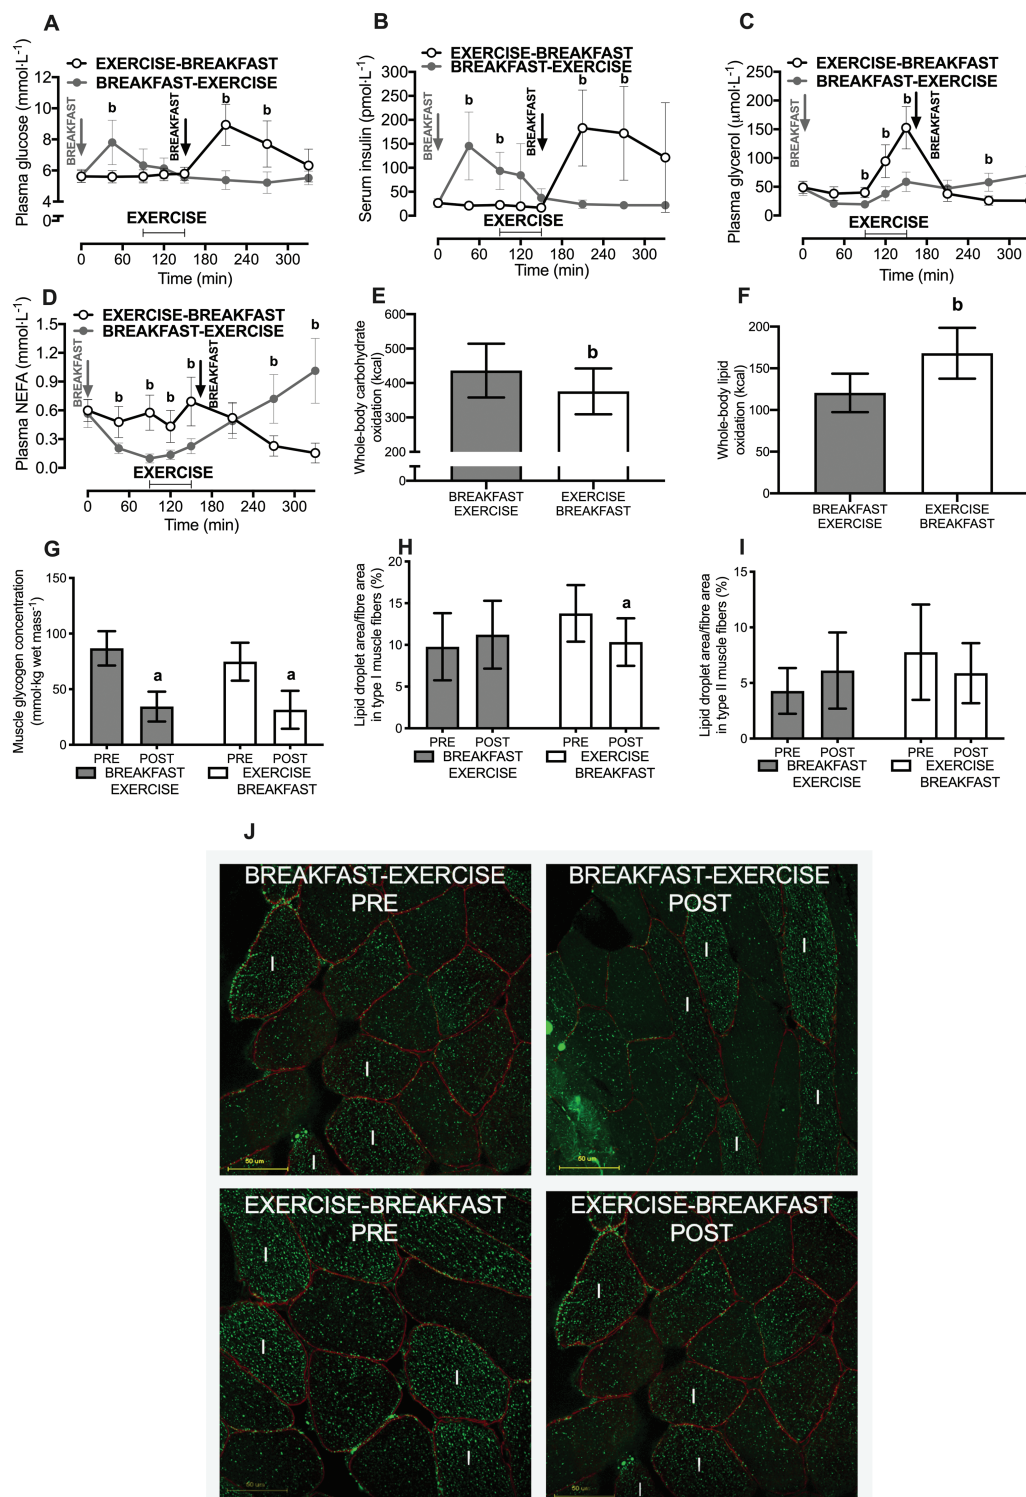 A
EXERCISE-BREAKFAST
BREAKFAST-EXERCISE
Plasma glucose (mmol·L-1)
12
10
8
6
4
0
BREAKFAST
BREAKFAST
b
b
b
EXERCISE
0 60 120 180 240 300
Time (min)
B
EXERCISE-BREAKFAST
BREAKFAST-EXERCISE
Serum insulin (pmol·L-1)
300
250
200
150
100
50
0
BREAKFAST
BREAKFAST
b
b
b
b
EXERCISE
0 60 120 180 240 300
Time (min)
C
EXERCISE-BREAKFAST
BREAKFAST-EXERCISE
Plasma glycerol (μmol·L-1)
250
200
150
100
50
0
BREAKFAST
BREAKFAST
b
b
b
b
EXERCISE
0 60 120 180 240 300
Time (min)
D
EXERCISE-BREAKFAST
BREAKFAST-EXERCISE
Plasma NEFA (mmol·L-1)
1.5
1.2
0.9
0.6
0.3
0.0
BREAKFAST
BREAKFAST
b
b
b
b
b
b
EXERCISE
0 60 120 180 240 300
Time (min)
E
Whole-body carbohydrate
oxidation (kcal)
600
500
400
300
200
0
b
BREAKFAST
EXERCISE
EXERCISE
BREAKFAST
F
Whole-body lipid
oxidation (kcal)
200
150
100
50
0
b
BREAKFAST
EXERCISE
EXERCISE
BREAKFAST
G
Muscle glycogen concentration
(mmol·kg wet mass-1)
150
100
50
0
a
a
PRE POST PRE POST
BREAKFAST
EXERCISE
EXERCISE
BREAKFAST
H
Lipid droplet area/fibre area
in type I muscle fibers (%)
20
15
10
5
0
a
PRE POST PRE POST
BREAKFAST
EXERCISE
EXERCISE
BREAKFAST
I
Lipid droplet area/fibre area
in type II muscle fibers (%)
15
10
5
0
PRE POST PRE POST
BREAKFAST
EXERCISE
EXERCISE
BREAKFAST
J
BREAKFAST-EXERCISE
PRE
I
I
I
I
50 um
BREAKFAST-EXERCISE
POST
I
I
I
I
I
50 um
EXERCISE-BREAKFAST
PRE
I
I
I
I
50 um
EXERCISE-BREAKFAST
POST
I
I
I
I
50 um